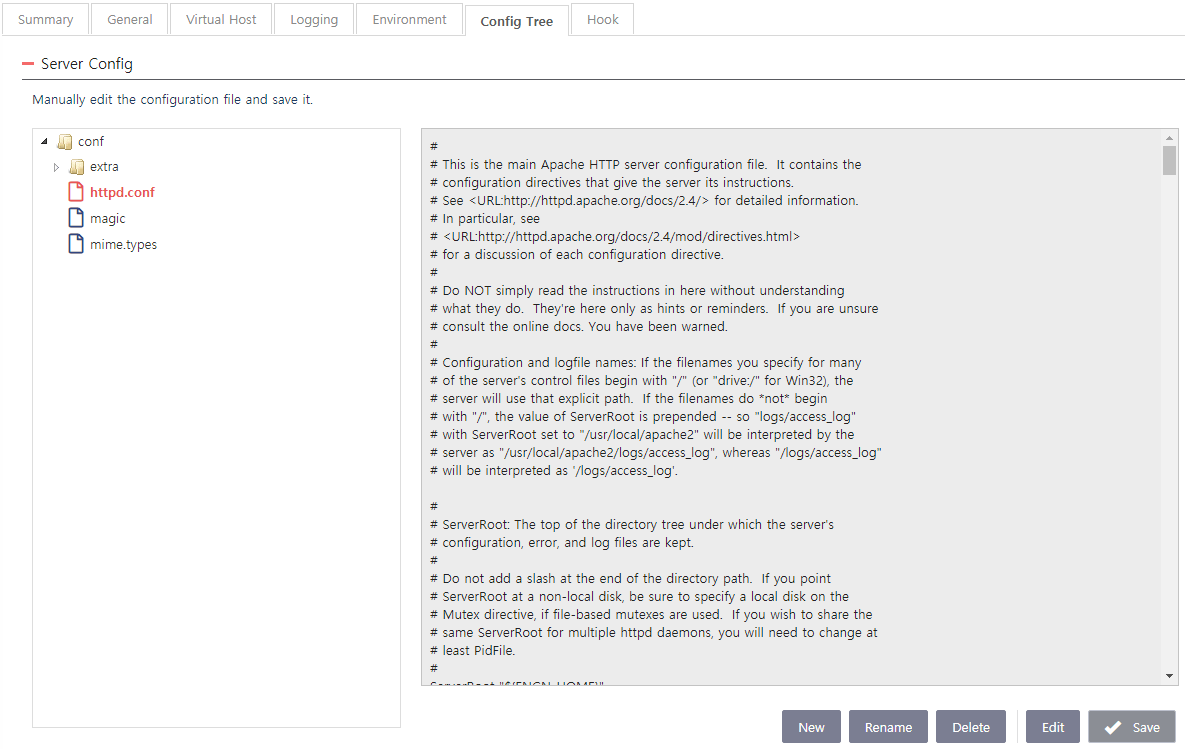 Summary
General
Virtual Host
Logging
Environment
Config Tree
Hook
Server Config
Manually edit the configuration file and save it.
conf
extra
httpd.conf
magic
mime.types
#
# This is the main Apache HTTP server configuration file.  It contains the
# configuration directives that give the server its instructions.
# See <URL:http://httpd.apache.org/docs/2.4/> for detailed information.
# In particular, see
# <URL:http://httpd.apache.org/docs/2.4/mod/directives.html>
# for a discussion of each configuration directive.
#
# Do NOT simply read the instructions in here without understanding
# what they do.  They're here only as hints or reminders.  If you are unsure
# consult the online docs. You have been warned.
#
# Configuration and logfile names: If the filenames you specify for many
# of the server's control files begin with "/" (or "drive:/" for Win32), the
# server will use that explicit path.  If the filenames do *not* begin
# with "/", the value of ServerRoot is prepended -- so "logs/access_log"
# with ServerRoot set to "/usr/local/apache2" will be interpreted by the
# server as "/usr/local/apache2/logs/access_log", whereas "/logs/access_log"
# will be interpreted as '/logs/access_log'.
#
# ServerRoot: The top of the directory tree under which the server's
# configuration, error, and log files are kept.
#
# Do not add a slash at the end of the directory path.  If you point
# ServerRoot at a non-local disk, be sure to specify a local disk on the
# Mutex directive, if file-based mutexes are used.  If you wish to share the
# same ServerRoot for multiple httpd daemons, you will need to change at
# least PidFile.
#
ServerRoot
New
Rename
Delete
Edit
Save